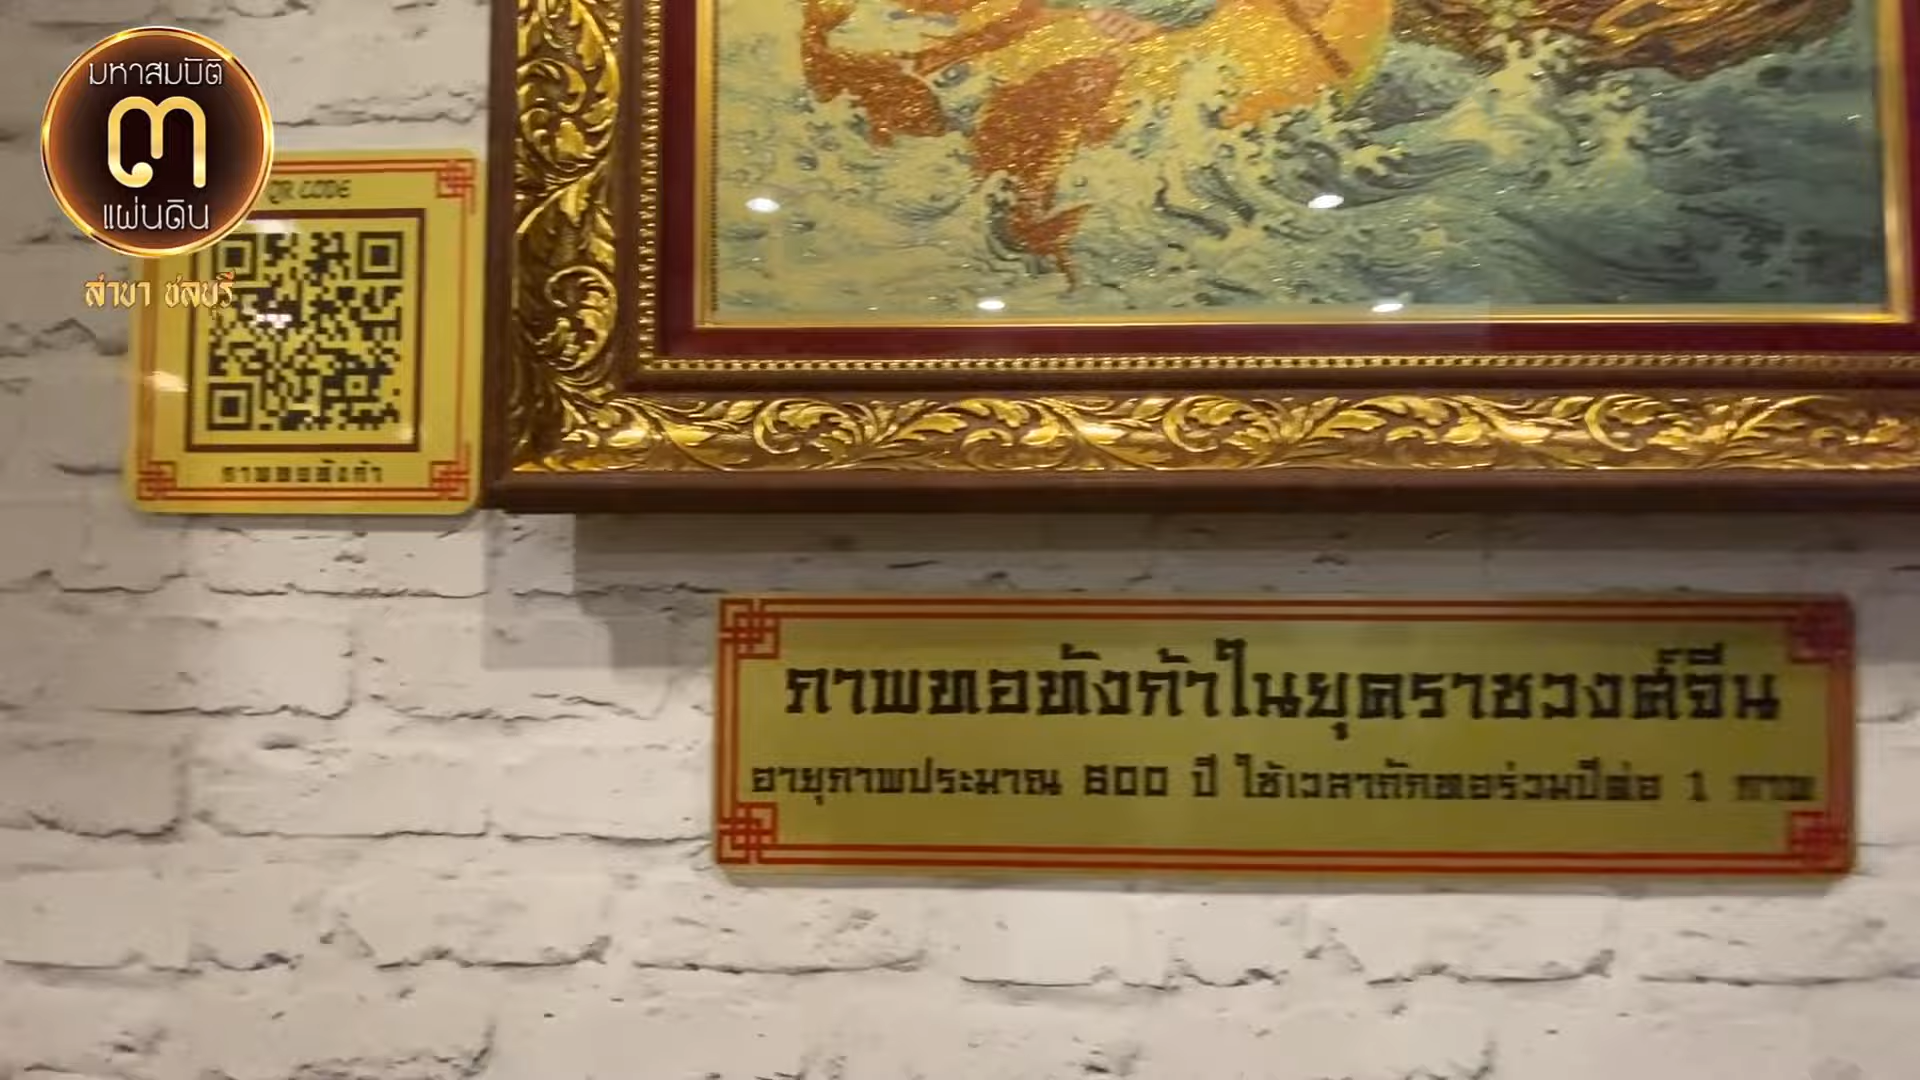 มหาสมบัติ
๓
แผ่นดิน
สาขา ชลบุรี
QR CODE
ภาพทอทังก้า
ภาพทอทังก้าในยุคราชวงศ์จีน
อายุภาพประมาณ 600 ปี ใช้เวลาถักทอร่วมปีต่อ 1 ภาพ